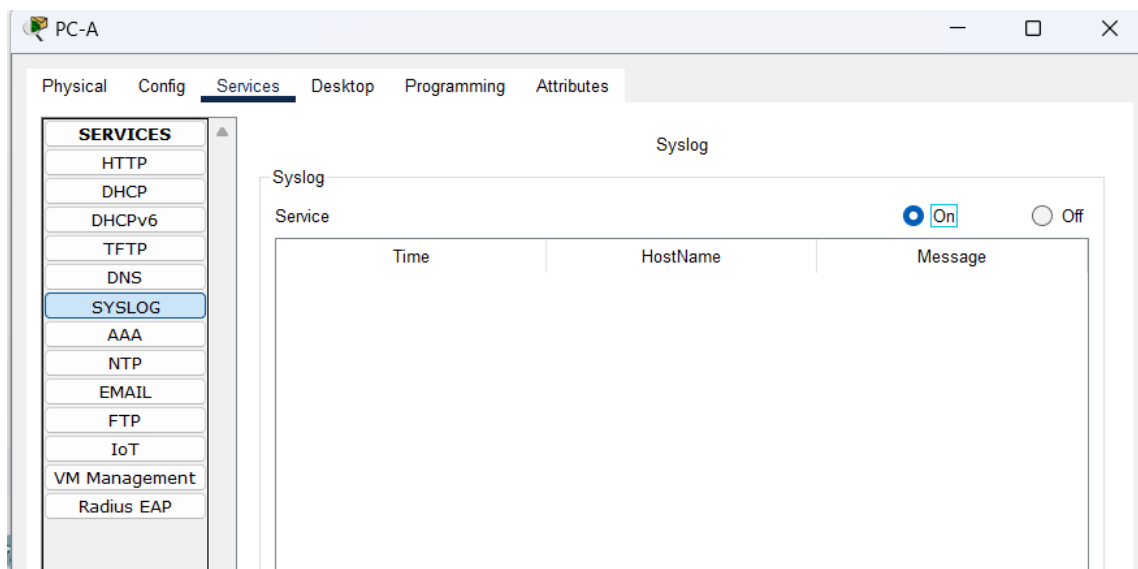 PC-A
Physical Config Services Desktop Programming Attributes
SERVICES
HTTP
DHCP
DHCPv6
TFTP
DNS
SYSLOG
AAA
NTP
EMAIL
FTP
IoT
VM Management
Radius EAP
Syslog
Syslog
Service On Off
Time HostName Message